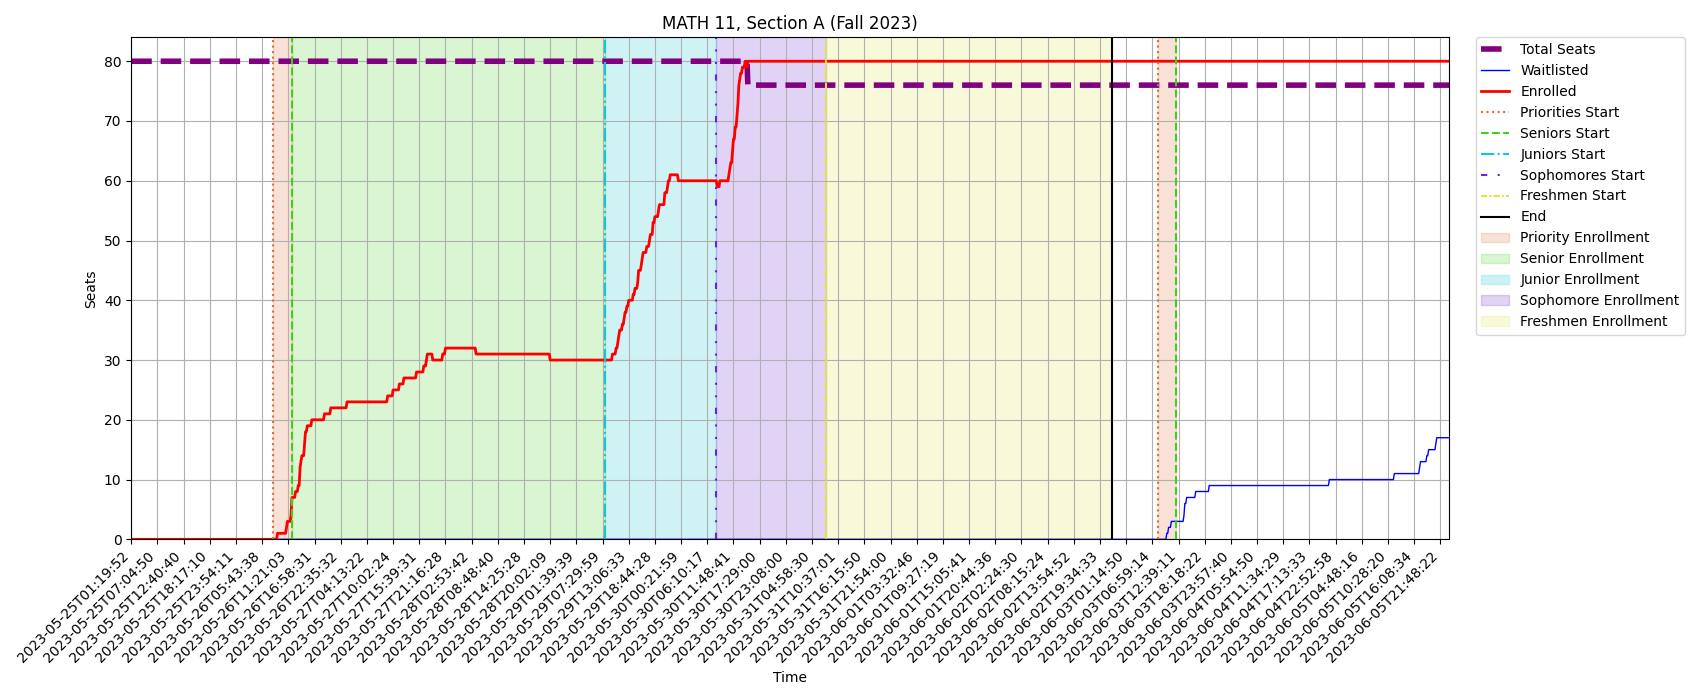 MATH 11, Section A (Fall 2023)
Seats
80
70
60
50
40
30
20
10
0
2023-05-25T01:19:52
2023-05-25T07:04:50
2023-05-25T12:40:40
2023-05-25T18:17:10
2023-05-25T23:54:11
2023-05-26T05:43:38
2023-05-26T11:21:03
2023-05-26T16:58:31
2023-05-26T22:35:32
2023-05-27T04:13:22
2023-05-27T10:02:24
2023-05-27T15:39:31
2023-05-27T21:16:28
2023-05-28T02:53:42
2023-05-28T08:48:40
2023-05-28T14:25:28
2023-05-28T20:02:09
2023-05-29T01:39:39
2023-05-29T07:29:59
2023-05-29T13:06:33
2023-05-29T18:44:28
2023-05-30T00:21:59
2023-05-30T06:10:17
2023-05-30T11:48:41
2023-05-30T17:29:00
2023-05-30T23:08:00
2023-05-31T04:58:30
2023-05-31T10:37:01
2023-05-31T16:15:50
2023-05-31T21:54:00
2023-06-01T03:32:46
2023-06-01T09:27:19
2023-06-01T15:05:41
2023-06-01T20:44:36
2023-06-02T02:24:30
2023-06-02T08:15:24
2023-06-02T13:54:52
2023-06-02T19:34:33
2023-06-03T01:14:50
2023-06-03T06:59:14
2023-06-03T12:39:11
2023-06-03T18:18:22
2023-06-03T23:57:40
2023-06-04T05:54:50
2023-06-04T11:34:29
2023-06-04T17:13:33
2023-06-04T22:52:58
2023-06-05T04:48:16
2023-06-05T10:28:20
2023-06-05T16:08:34
2023-06-05T21:48:22
Time
Total Seats
Waitlisted
Enrolled
Priorities Start
Seniors Start
Juniors Start
Sophomores Start
Freshmen Start
End
Priority Enrollment
Senior Enrollment
Junior Enrollment
Sophomore Enrollment
Freshmen Enrollment